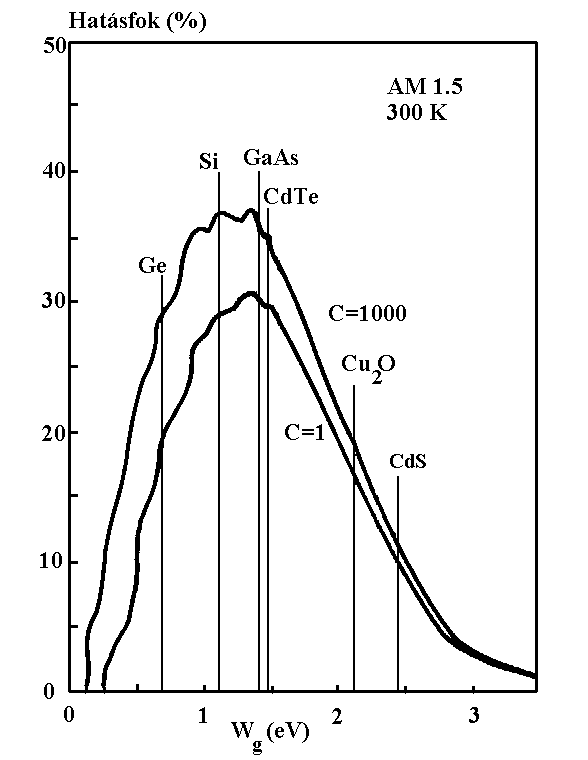 Hatásfok (%)
50
AM 1.5
300 K
40
Si
GaAs
CdTe
Ge
30
C=1000
Cu₂O
20
C=1
CdS
10
0
0
1
2
3
W_g (eV)